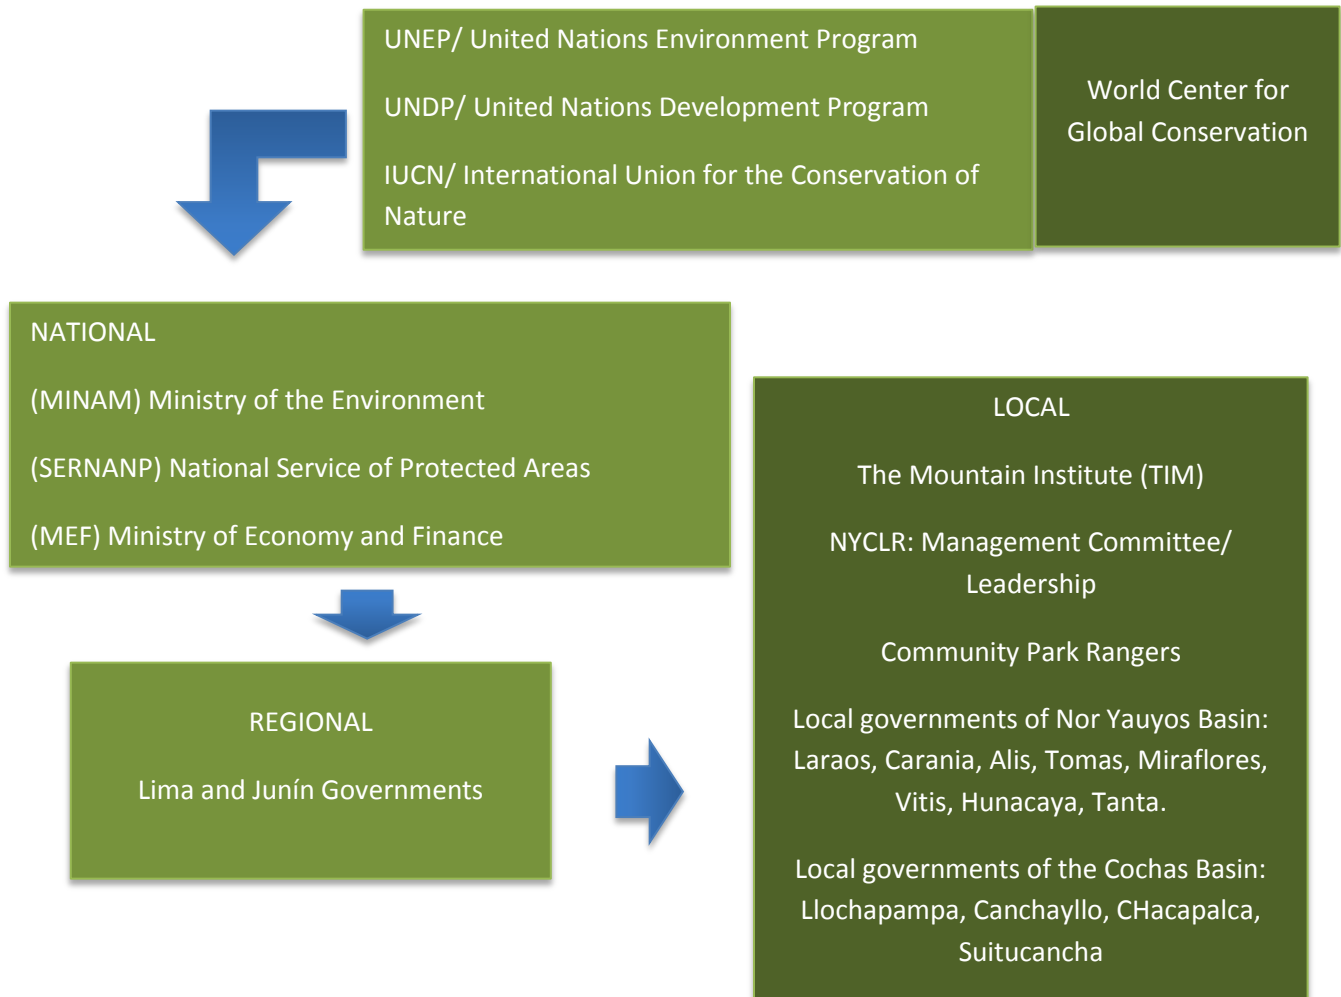 UNEP/ United Nations Environment Program
UNDP/ United Nations Development Program
IUCN/ International Union for the Conservation of
Nature
World Center for
Global Conservation
NATIONAL
(MINAM) Ministry of the Environment
(SERNANP) National Service of Protected Areas
(MEF) Ministry of Economy and Finance
REGIONAL
Lima and Junín Governments
LOCAL
The Mountain Institute (TIM)
NYCLR: Management Committee/
Leadership
Community Park Rangers
Local governments of Nor Yauyos Basin:
Laraos, Carania, Alis, Tomas, Miraflores,
Vitis, Hunacaya, Tanta.
Local governments of the Cochas Basin:
Llochapampa, Canchayllo, CHacapalca,
Suitucancha